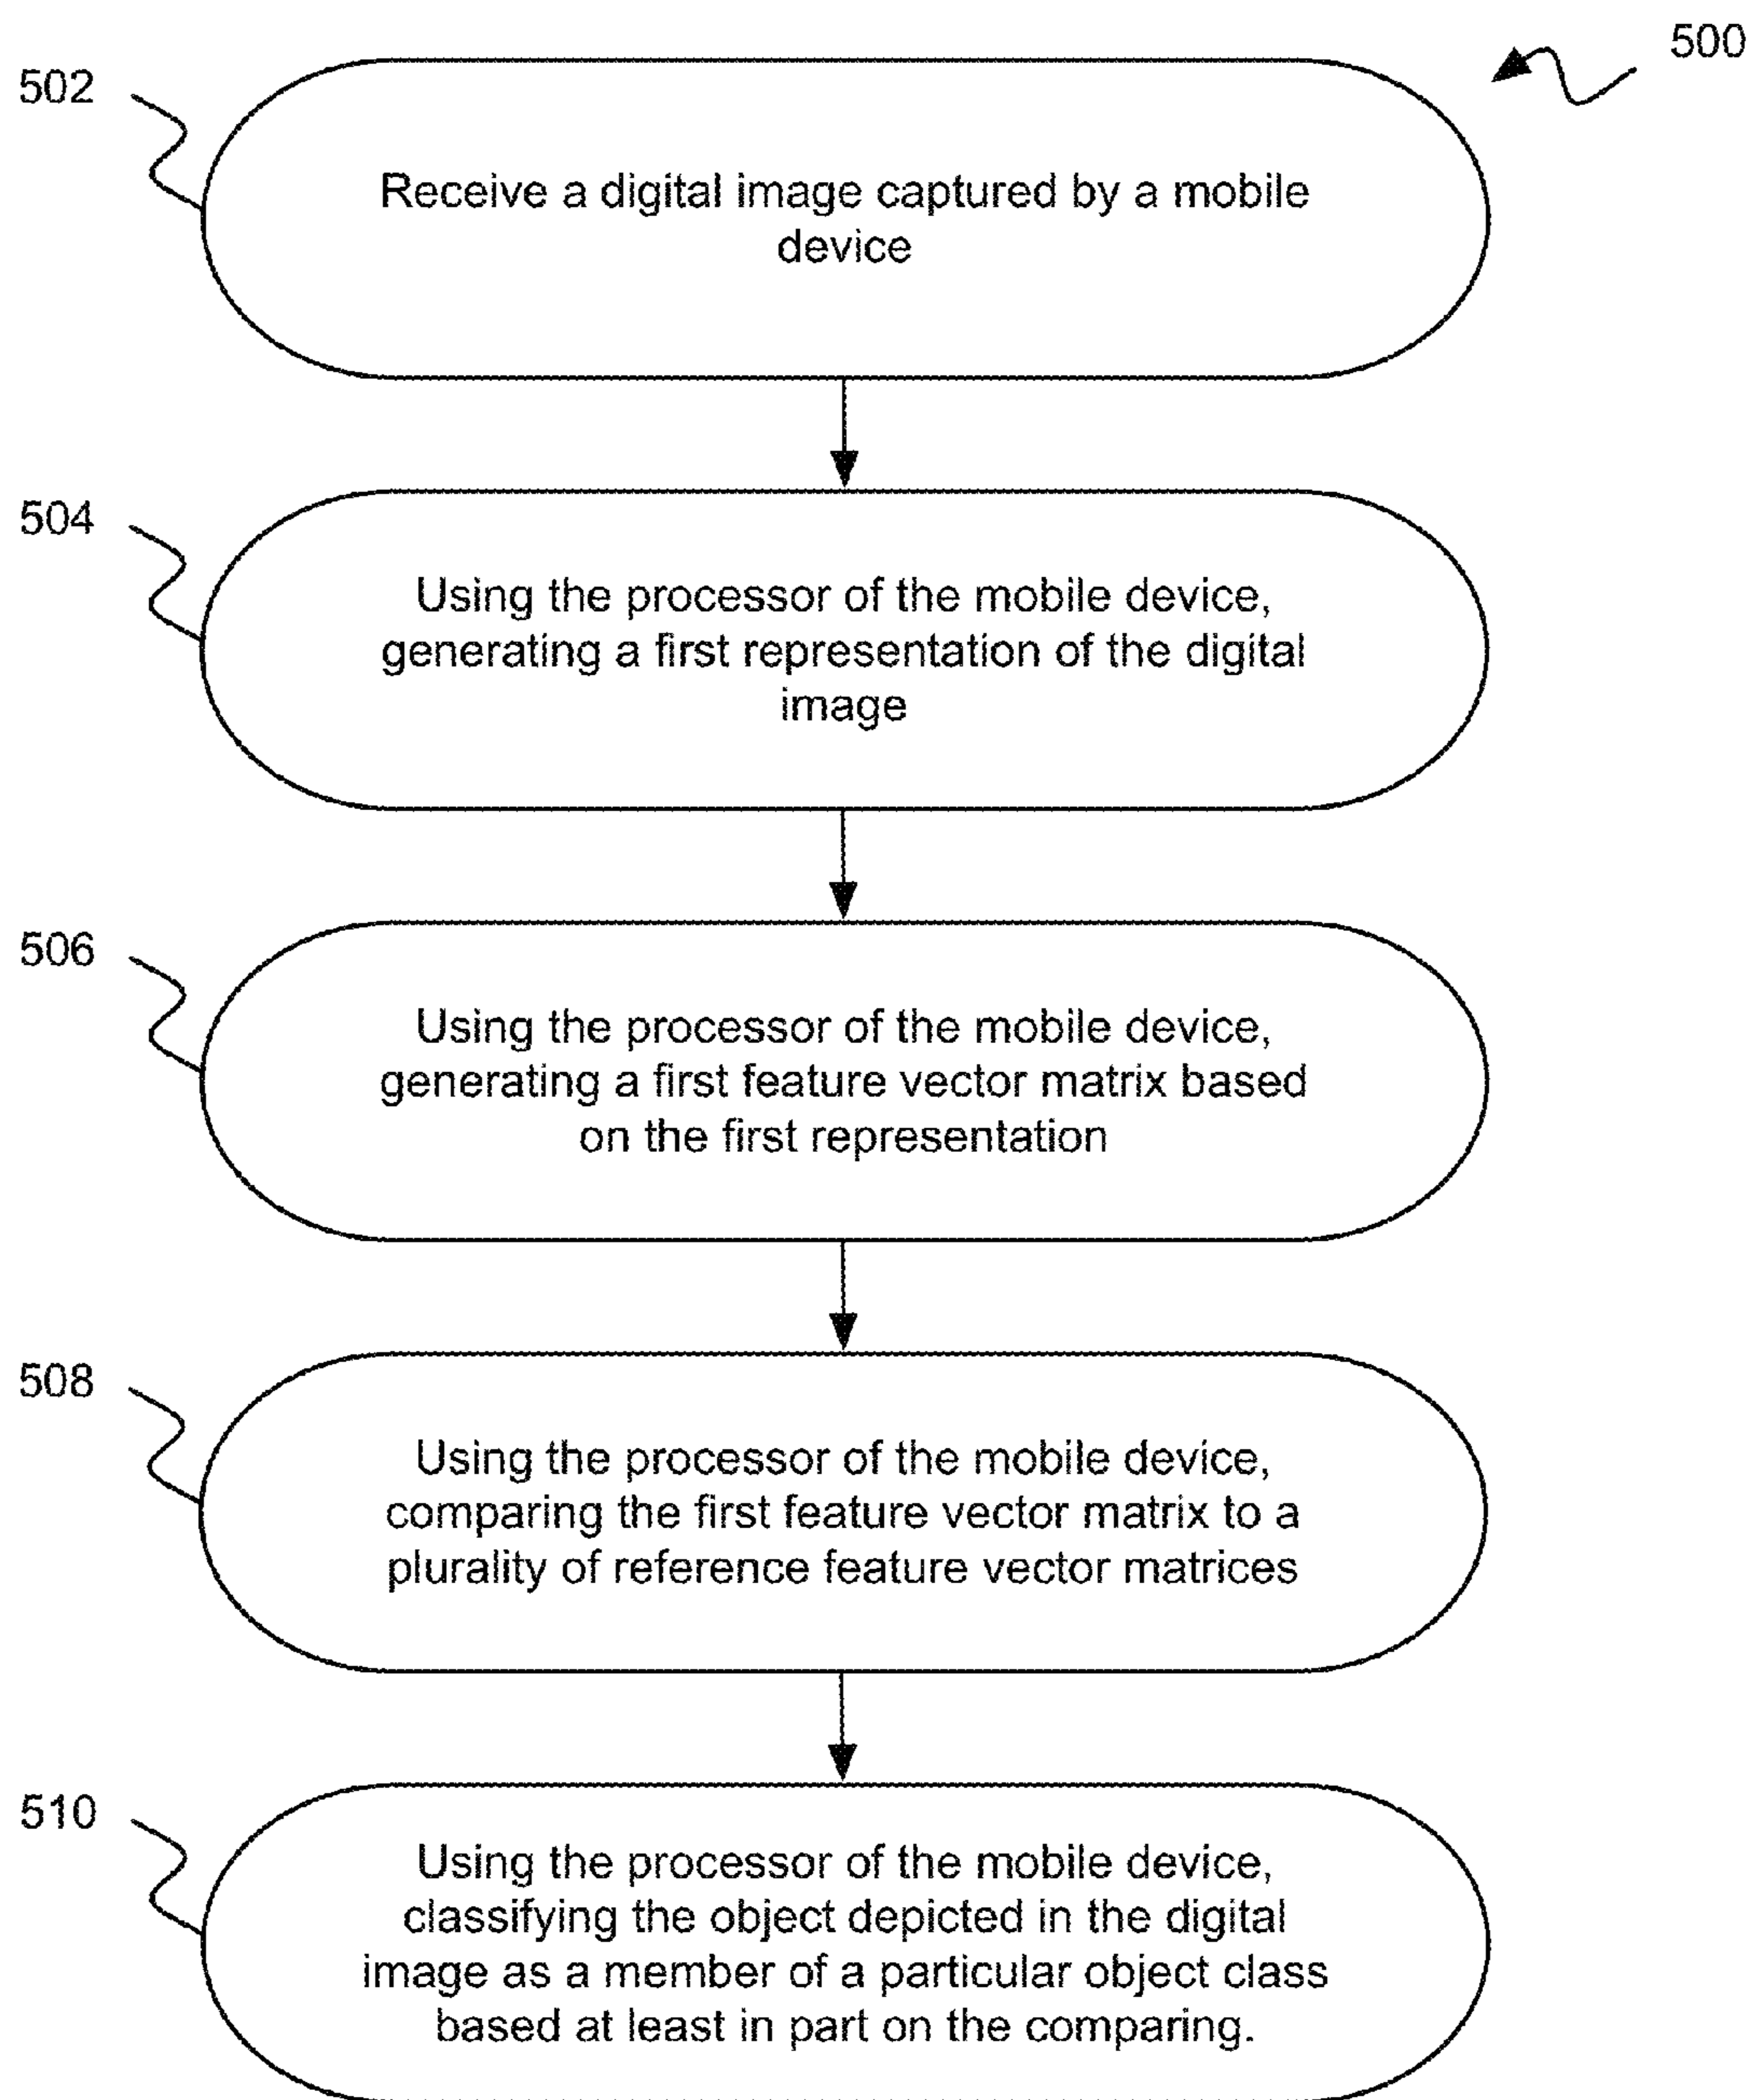 500
502
Receive a digital image captured by a mobile
device
504
Using the processor of the mobile device,
generating a first representation of the digital
image
506
Using the processor of the mobile device,
generating a first feature vector matrix based
on the first representation
508
Using the processor of the mobile device,
comparing the first feature vector matrix to a
plurality of reference feature vector matrices
510
Using the processor of the mobile device,
classifying the object depicted in the digital
image as a member of a particular object class
based at least in part on the comparing.